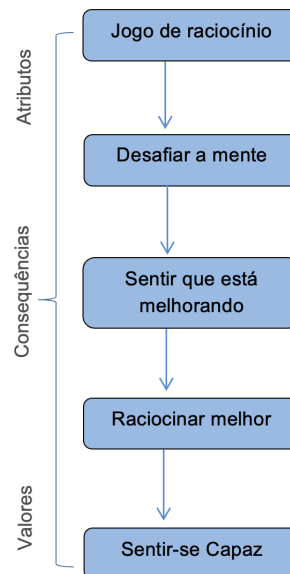 Atributos
Jogo de raciocínio
Desafiar a mente
Consequências
Sentir que está
melhorando
Raciocinar melhor
Valores
Sentir-se Capaz